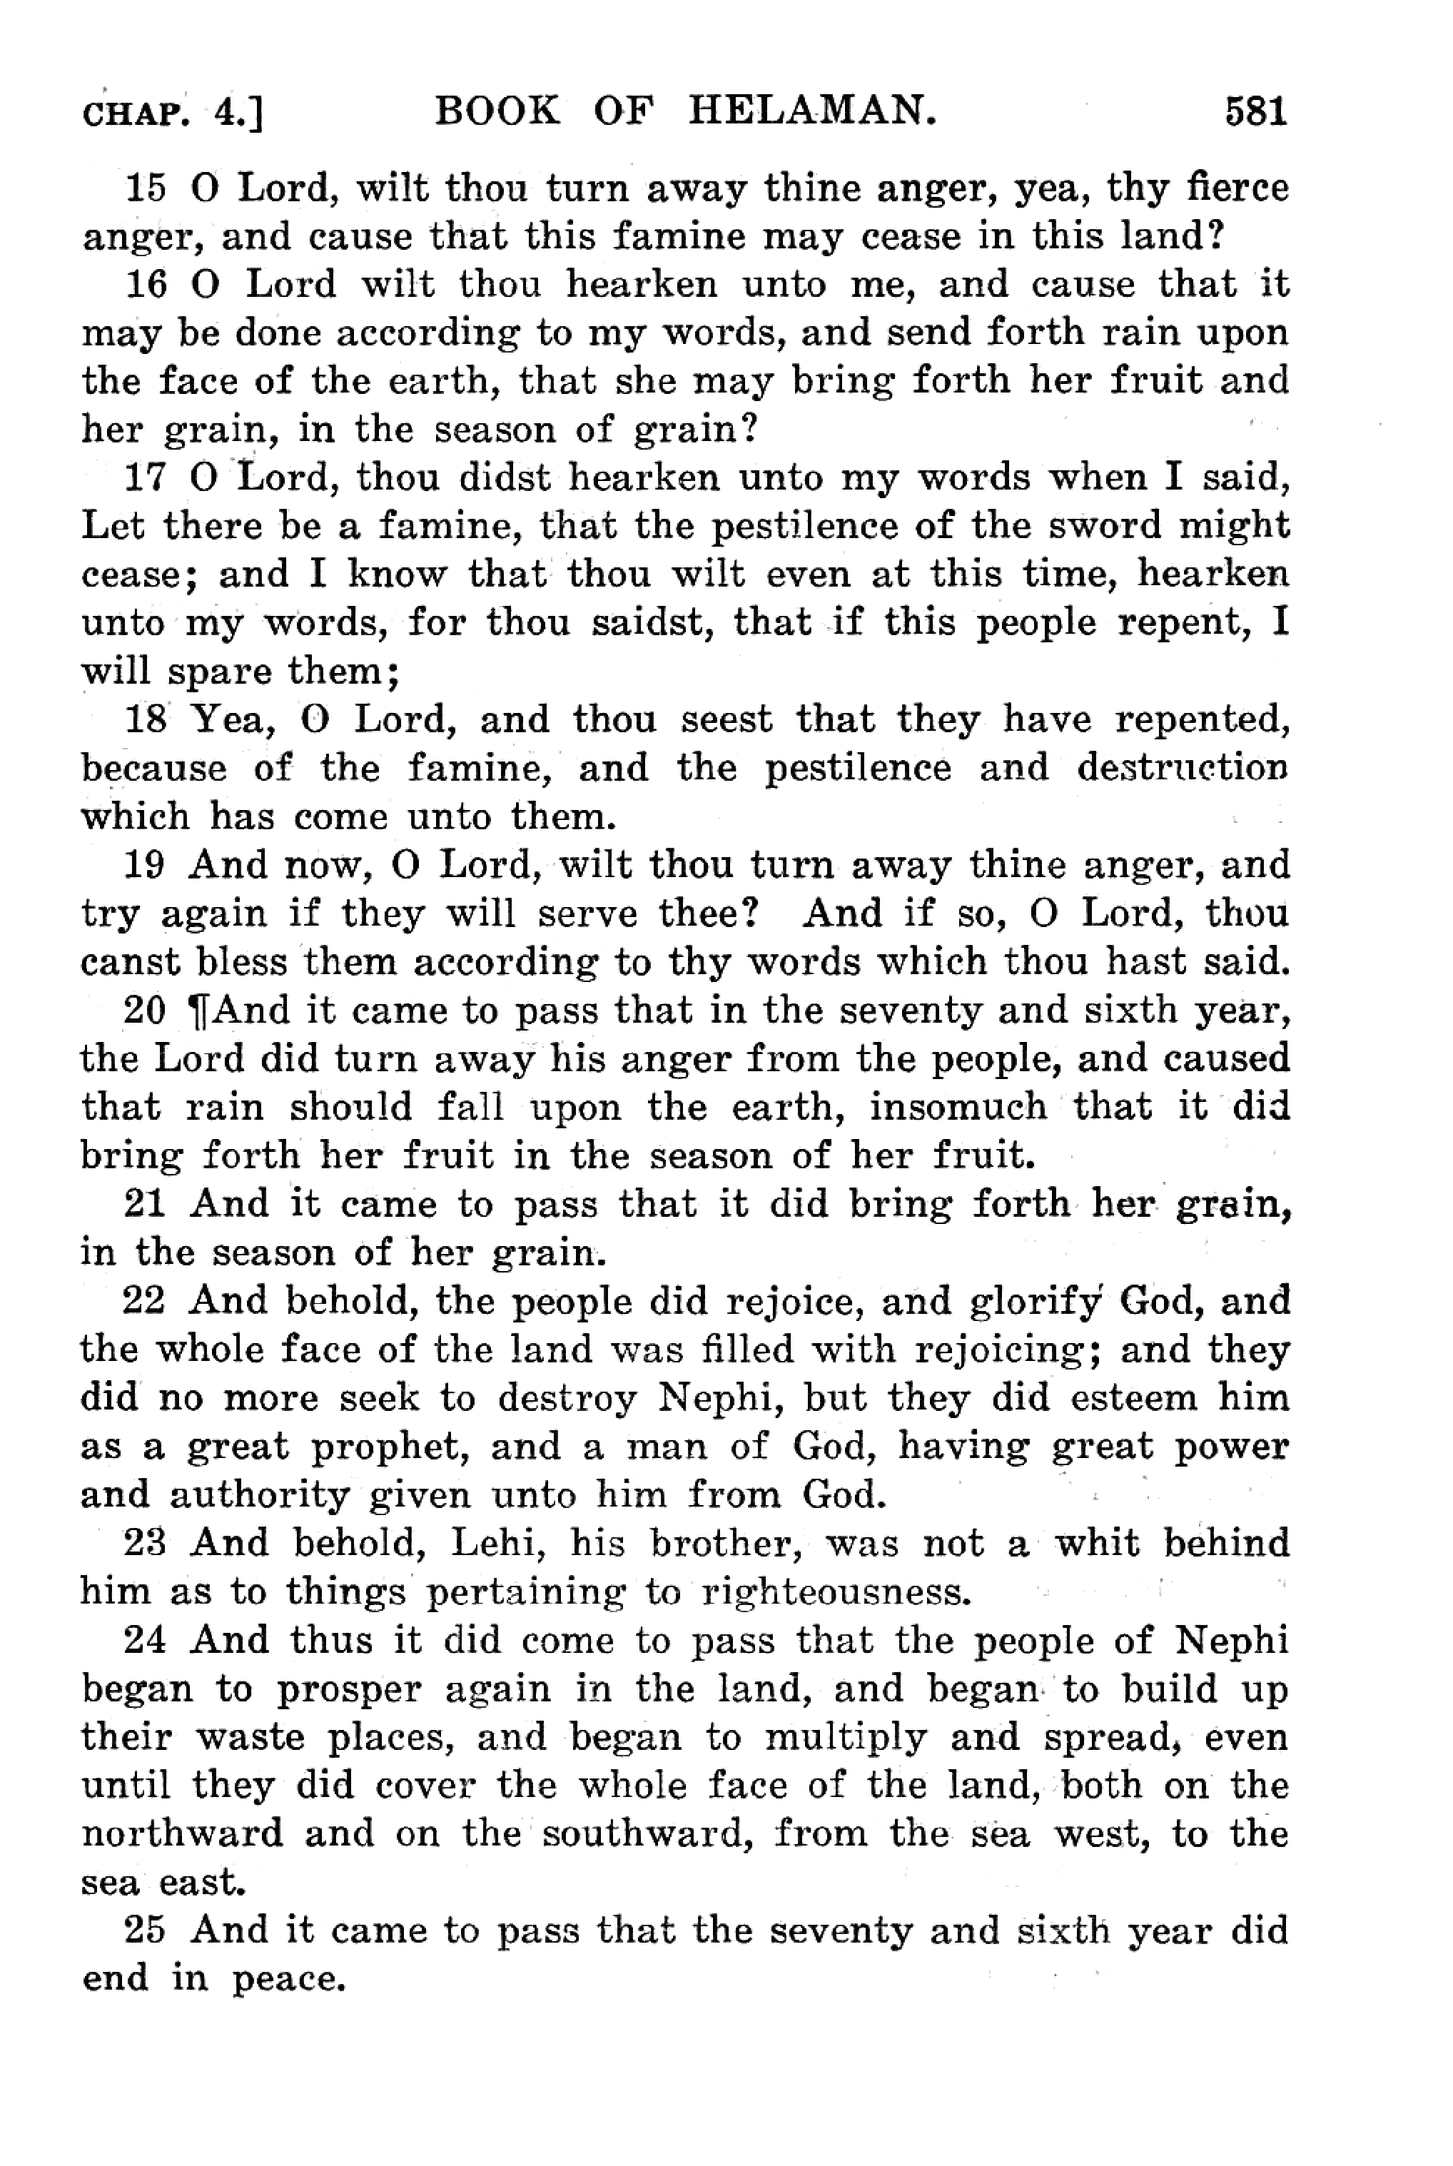 CHAP. 4.] BOOK OF HELAMAN. 581
15 O Lord, wilt thou turn away thine anger, yea, thy fierce
anger, and cause that this famine may cease in this land?
16 O Lord wilt thou hearken unto me, and cause that it
may be done according to my words, and send forth rain upon
the face of the earth, that she may bring forth her fruit and
her grain, in the season of grain?
17 O Lord, thou didst hearken unto my words when I said,
Let there be a famine, that the pestilence of the sword might
cease; and I know that thou wilt even at this time, hearken
unto my words, for thou saidst, that if this people repent, I
will spare them;
18 Yea, O Lord, and thou seest that they have repented,
because of the famine, and the pestilence and destruction
which has come unto them.
19 And now, O Lord, wilt thou turn away thine anger, and
try again if they will serve thee? And if so, O Lord, thou
canst bless them according to thy words which thou hast said.
20 ¶And it came to pass that in the seventy and sixth year,
the Lord did turn away his anger from the people, and caused
that rain should fall upon the earth, insomuch that it did
bring forth her fruit in the season of her fruit.
21 And it came to pass that it did bring forth her grain,
in the season of her grain.
22 And behold, the people did rejoice, and glorify God, and
the whole face of the land was filled with rejoicing; and they
did no more seek to destroy Nephi, but they did esteem him
as a great prophet, and a man of God, having great power
and authority given unto him from God.
23 And behold, Lehi, his brother, was not a whit behind
him as to things pertaining to righteousness.
24 And thus it did come to pass that the people of Nephi
began to prosper again in the land, and began to build up
their waste places, and began to multiply and spread, even
until they did cover the whole face of the land, both on the
northward and on the southward, from the sea west, to the
sea east.
25 And it came to pass that the seventy and sixth year did
end in peace.